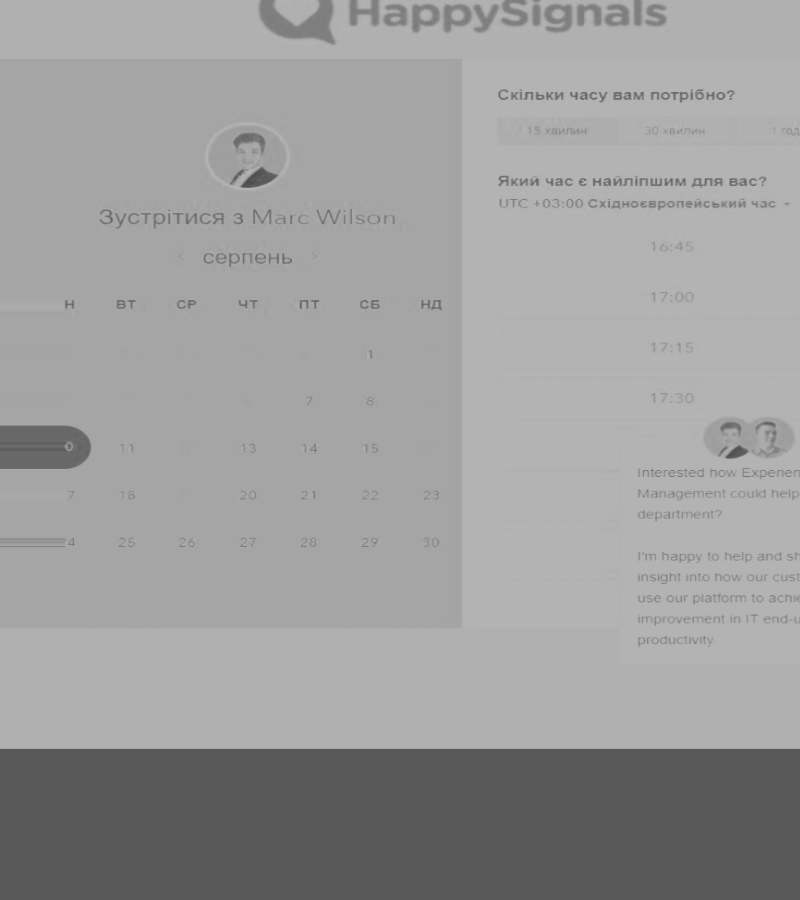 HappySignals
Зустрітися з Marc Wilson
серпень
Н ВТ СР ЧТ ПТ СБ НД
1
7 8
0 11 13 14 15
7 18 20 21 22 23
4 25 26 27 28 29 30
Скільки часу вам потрібно?
15 хвилин 30 хвилин 1 год
Який час є найліпшим для вас?
UTC +03:00 Східноєвропейський час
16:45
17:00
17:15
17:30
Interested how Experien
Management could help
department?
I'm happy to help and sh
insight into how our cust
use our platform to achie
improvement in IT end-u
productivity